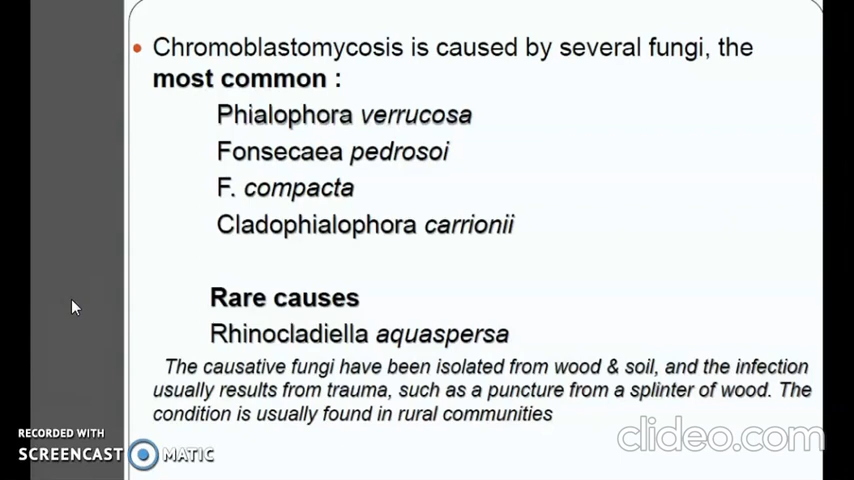 Chromoblastomycosis is caused by several fungi, the
most common :
Phialophora verrucosa
Fonsecaea pedrosoi
F. compacta
Cladophialophora carrionii
Rare causes
Rhinocladiella aquaspersa
The causative fungi have been isolated from wood & soil, and the infection
usually results from trauma, such as a puncture from a splinter of wood. The
condition is usually found in rural communities
RECORDED WITH
SCREENCAST MATIC
clideo.com